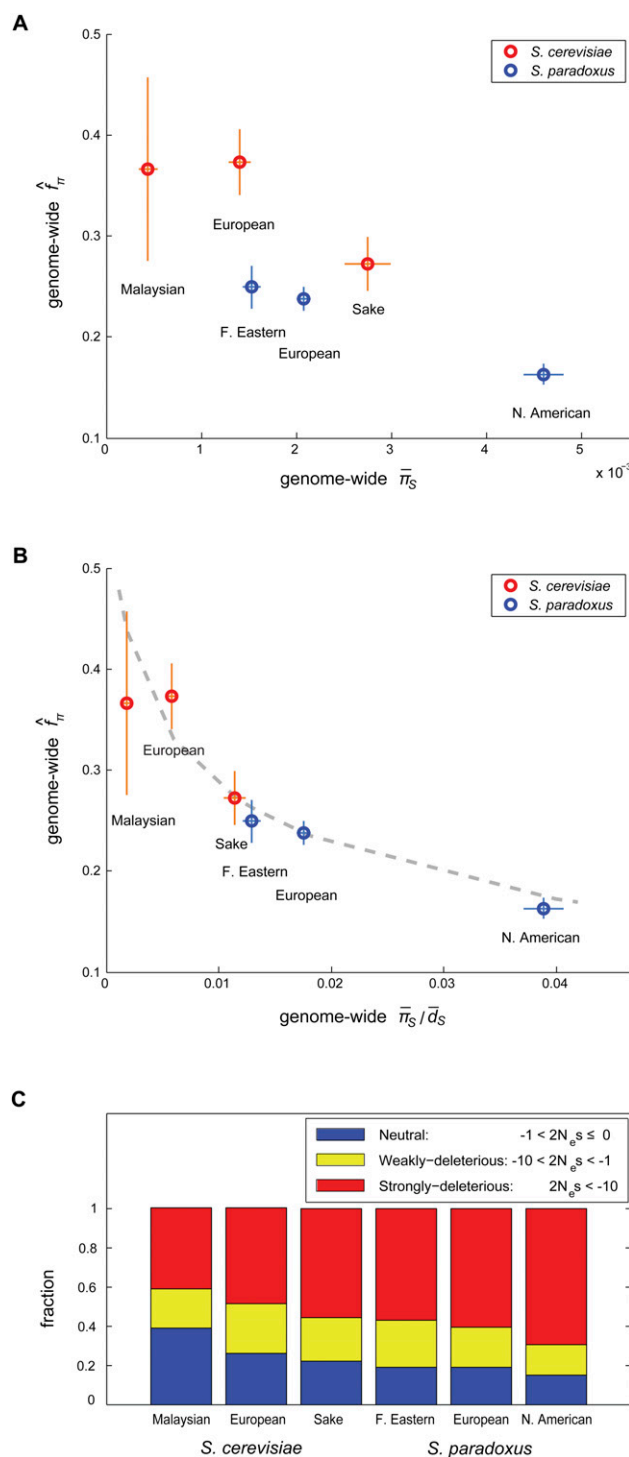 A
0.5
0.4
0.3
0.2
0.1
genome-wide f̂π
S. cerevisiae
S. paradoxus
Malaysian
European
Sake
F. Eastern
European
N. American
0 1 2 3 4 5
x 10⁻³
genome-wide π̅S
B
0.5
0.4
0.3
0.2
0.1
genome-wide f̂π
S. cerevisiae
S. paradoxus
European
Malaysian
Sake
F. Eastern
European
N. American
0 0.01 0.02 0.03 0.04
genome-wide π̅S / d̅S
C
Neutral: -1 < 2Nes ≤ 0
Weakly−deleterious: -10 < 2Nes < -1
Strongly−deleterious: 2Nes < -10
1
0.8
0.6
0.4
0.2
0
fraction
Malaysian European Sake F. Eastern European N. American
S. cerevisiae S. paradoxus